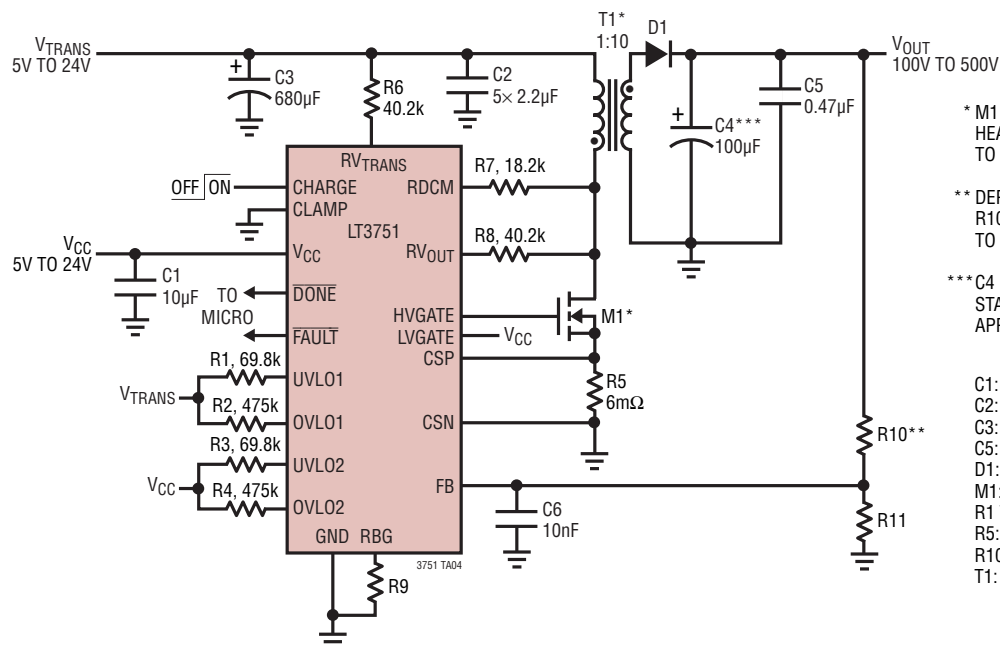 T1*
1:10
D1
VTRANS
5V TO 24V
VOUT
100V TO 500V
+
C3
680µF
R6
40.2k
C2
5× 2.2µF
+
C4***
100µF
C5
0.47µF
RVTRANS
OFF ON
CHARGE
CLAMP
LT3751
RDCM
R7, 18.2k
VCC
5V TO 24V
VCC
RVOUT
R8, 40.2k
C1
10µF
TO
MICRO
DONE
FAULT
HVGATE
LVGATE
VCC
M1*
CSP
R5
6mΩ
CSN
R1, 69.8k
UVLO1
VTRANS
R2, 475k
OVLO1
R3, 69.8k
UVLO2
VCC
R4, 475k
OVLO2
FB
C6
10nF
R10**
R11
GND RBG
3751 TA04
R9
* M1
HEA
TO
** DEF
R10
TO
***C4
STA
APF
C1:
C2:
C3:
C5:
D1:
M1:
R1
R5:
R10
T1: